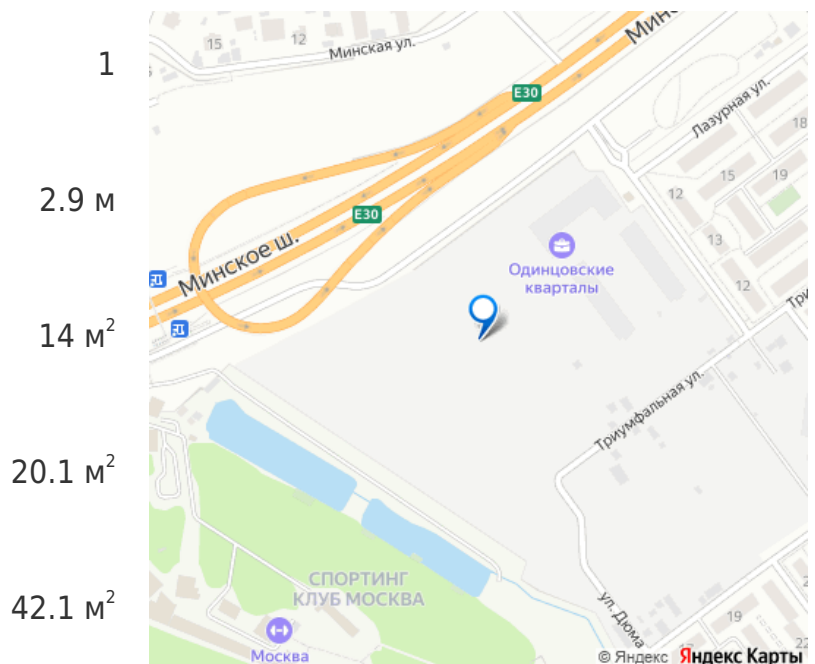 1
2.9 м
14 м²
20.1 м²
42.1 м²
15
12
Минская ул.
Минс
E30
Лазурная ул.
18
15
19
12
E30
13
Минское ш.
Одинцовские
кварталы
12
Три
Триумфальная ул.
СПОРТИНГ
КЛУБ МОСКВА
ул. Дюма
19
22
Москва
© Яндекс Яндекс Карты